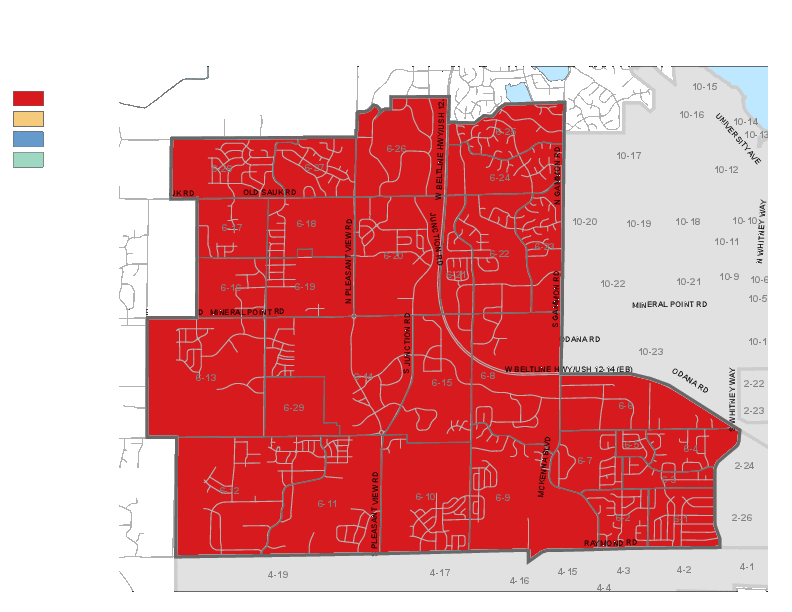 10-15
10-16
10-14
UNIVERSITY AVE
10-13
W BELTLINE HWY/USH 12
6-25
6-26
10-17
N GAMMON RD
10-12
6-27
6-24
UK RD
OLD SAUK RD
N WHITNEY WAY
6-17
6-18
N PLEASANT VIEW RD
JUNCTION RD
10-20
10-19
10-18
10-10
10-11
6-20
6-22
6-23
6-21
10-9
10-6
6-16
6-19
10-22
10-21
10-5
S GAMMON RD
D MINERAL POINT RD
MINERAL POINT RD
S JUNCTION RD
ODANA RD
10-1
10-23
W BELTLINE HWY/USH 12-14 (EB)
ODANA RD
S WHITNEY WAY
6-13
6-14
6-15
6-8
2-22
6-29
6-6
2-23
MCKENNA BLVD
6-4
6-7
2-24
6-12
PLEASANT VIEW RD
6-11
6-10
6-9
6-2
6-1
2-26
RAYMOND RD
4-19
4-17
4-16
4-15
4-3
4-2
4-1
4-4